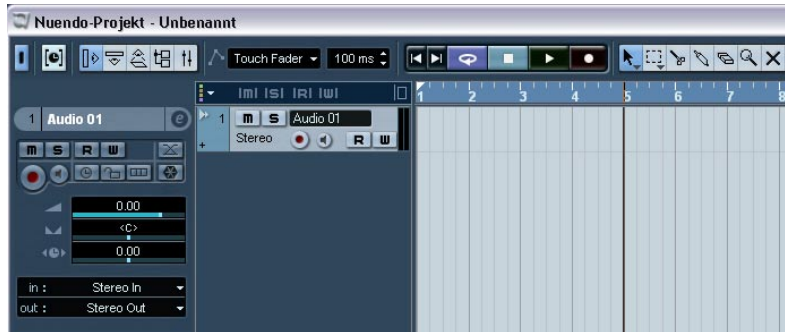 Nuendo-Projekt - Unbenannt
Touch Fader 100 ms
m s R w
1 2 3 4 5 6 7 8
1 Audio 01 e
1 m s Audio 01
Stereo R w
m s R w
0.00
<C>
0.00
in : Stereo In
out : Stereo Out